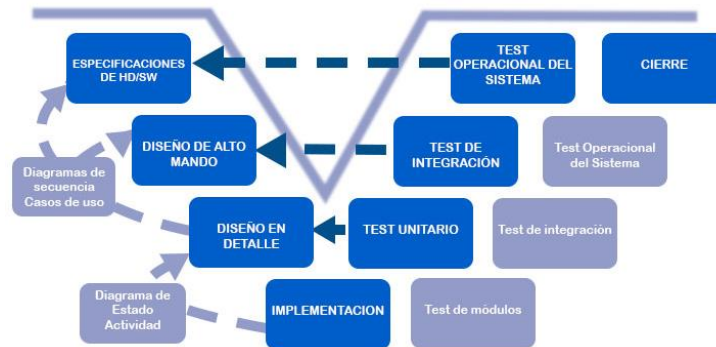 ESPECIFICACIONES
DE HD/SW
TEST
OPERACIONAL DEL
SISTEMA
CIERRE
DISEÑO DE ALTO
MANDO
TEST DE
INTEGRACIÓN
Test Operacional
del Sistema
Diagramas de
secuencia
Casos de uso
DISEÑO EN
DETALLE
TEST UNITARIO
Test de integración
Diagrama de
Estado
Actividad
IMPLEMENTACION
Test de módulos